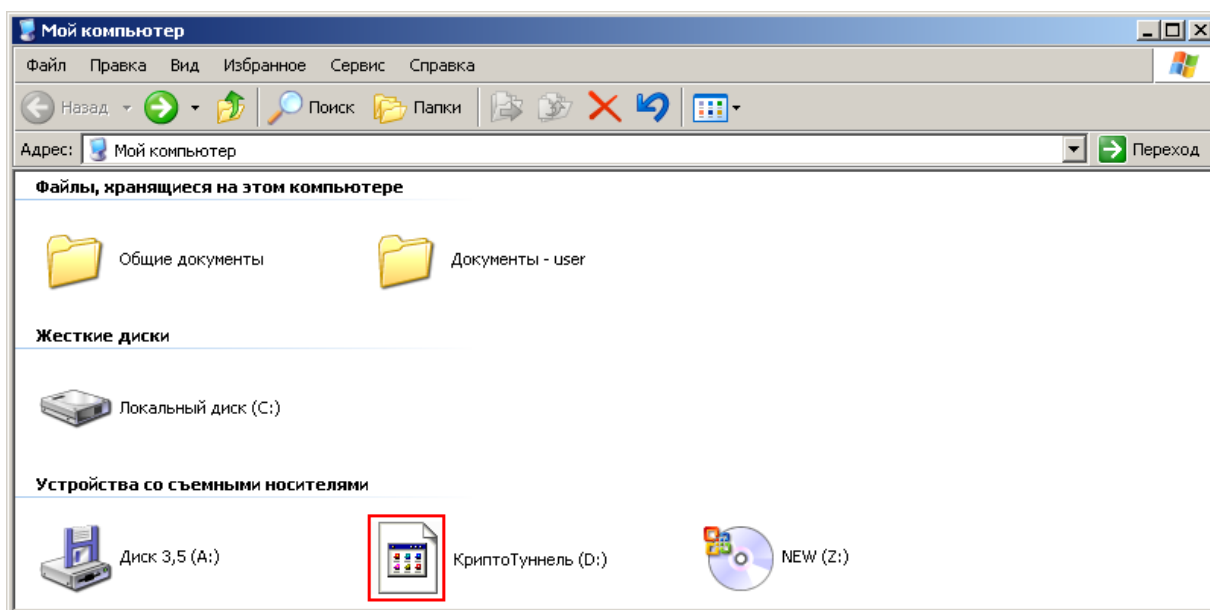 Мой компьютер
Файл Правка Вид Избранное Сервис Справка
Назад Поиск Папки
Адрес: Мой компьютер Переход
Файлы, хранящиеся на этом компьютере
Общие документы Документы - user
Жесткие диски
Локальный диск (C:)
Устройства со съемными носителями
Диск 3,5 (A:) КриптоТуннель (D:) NEW (Z:)